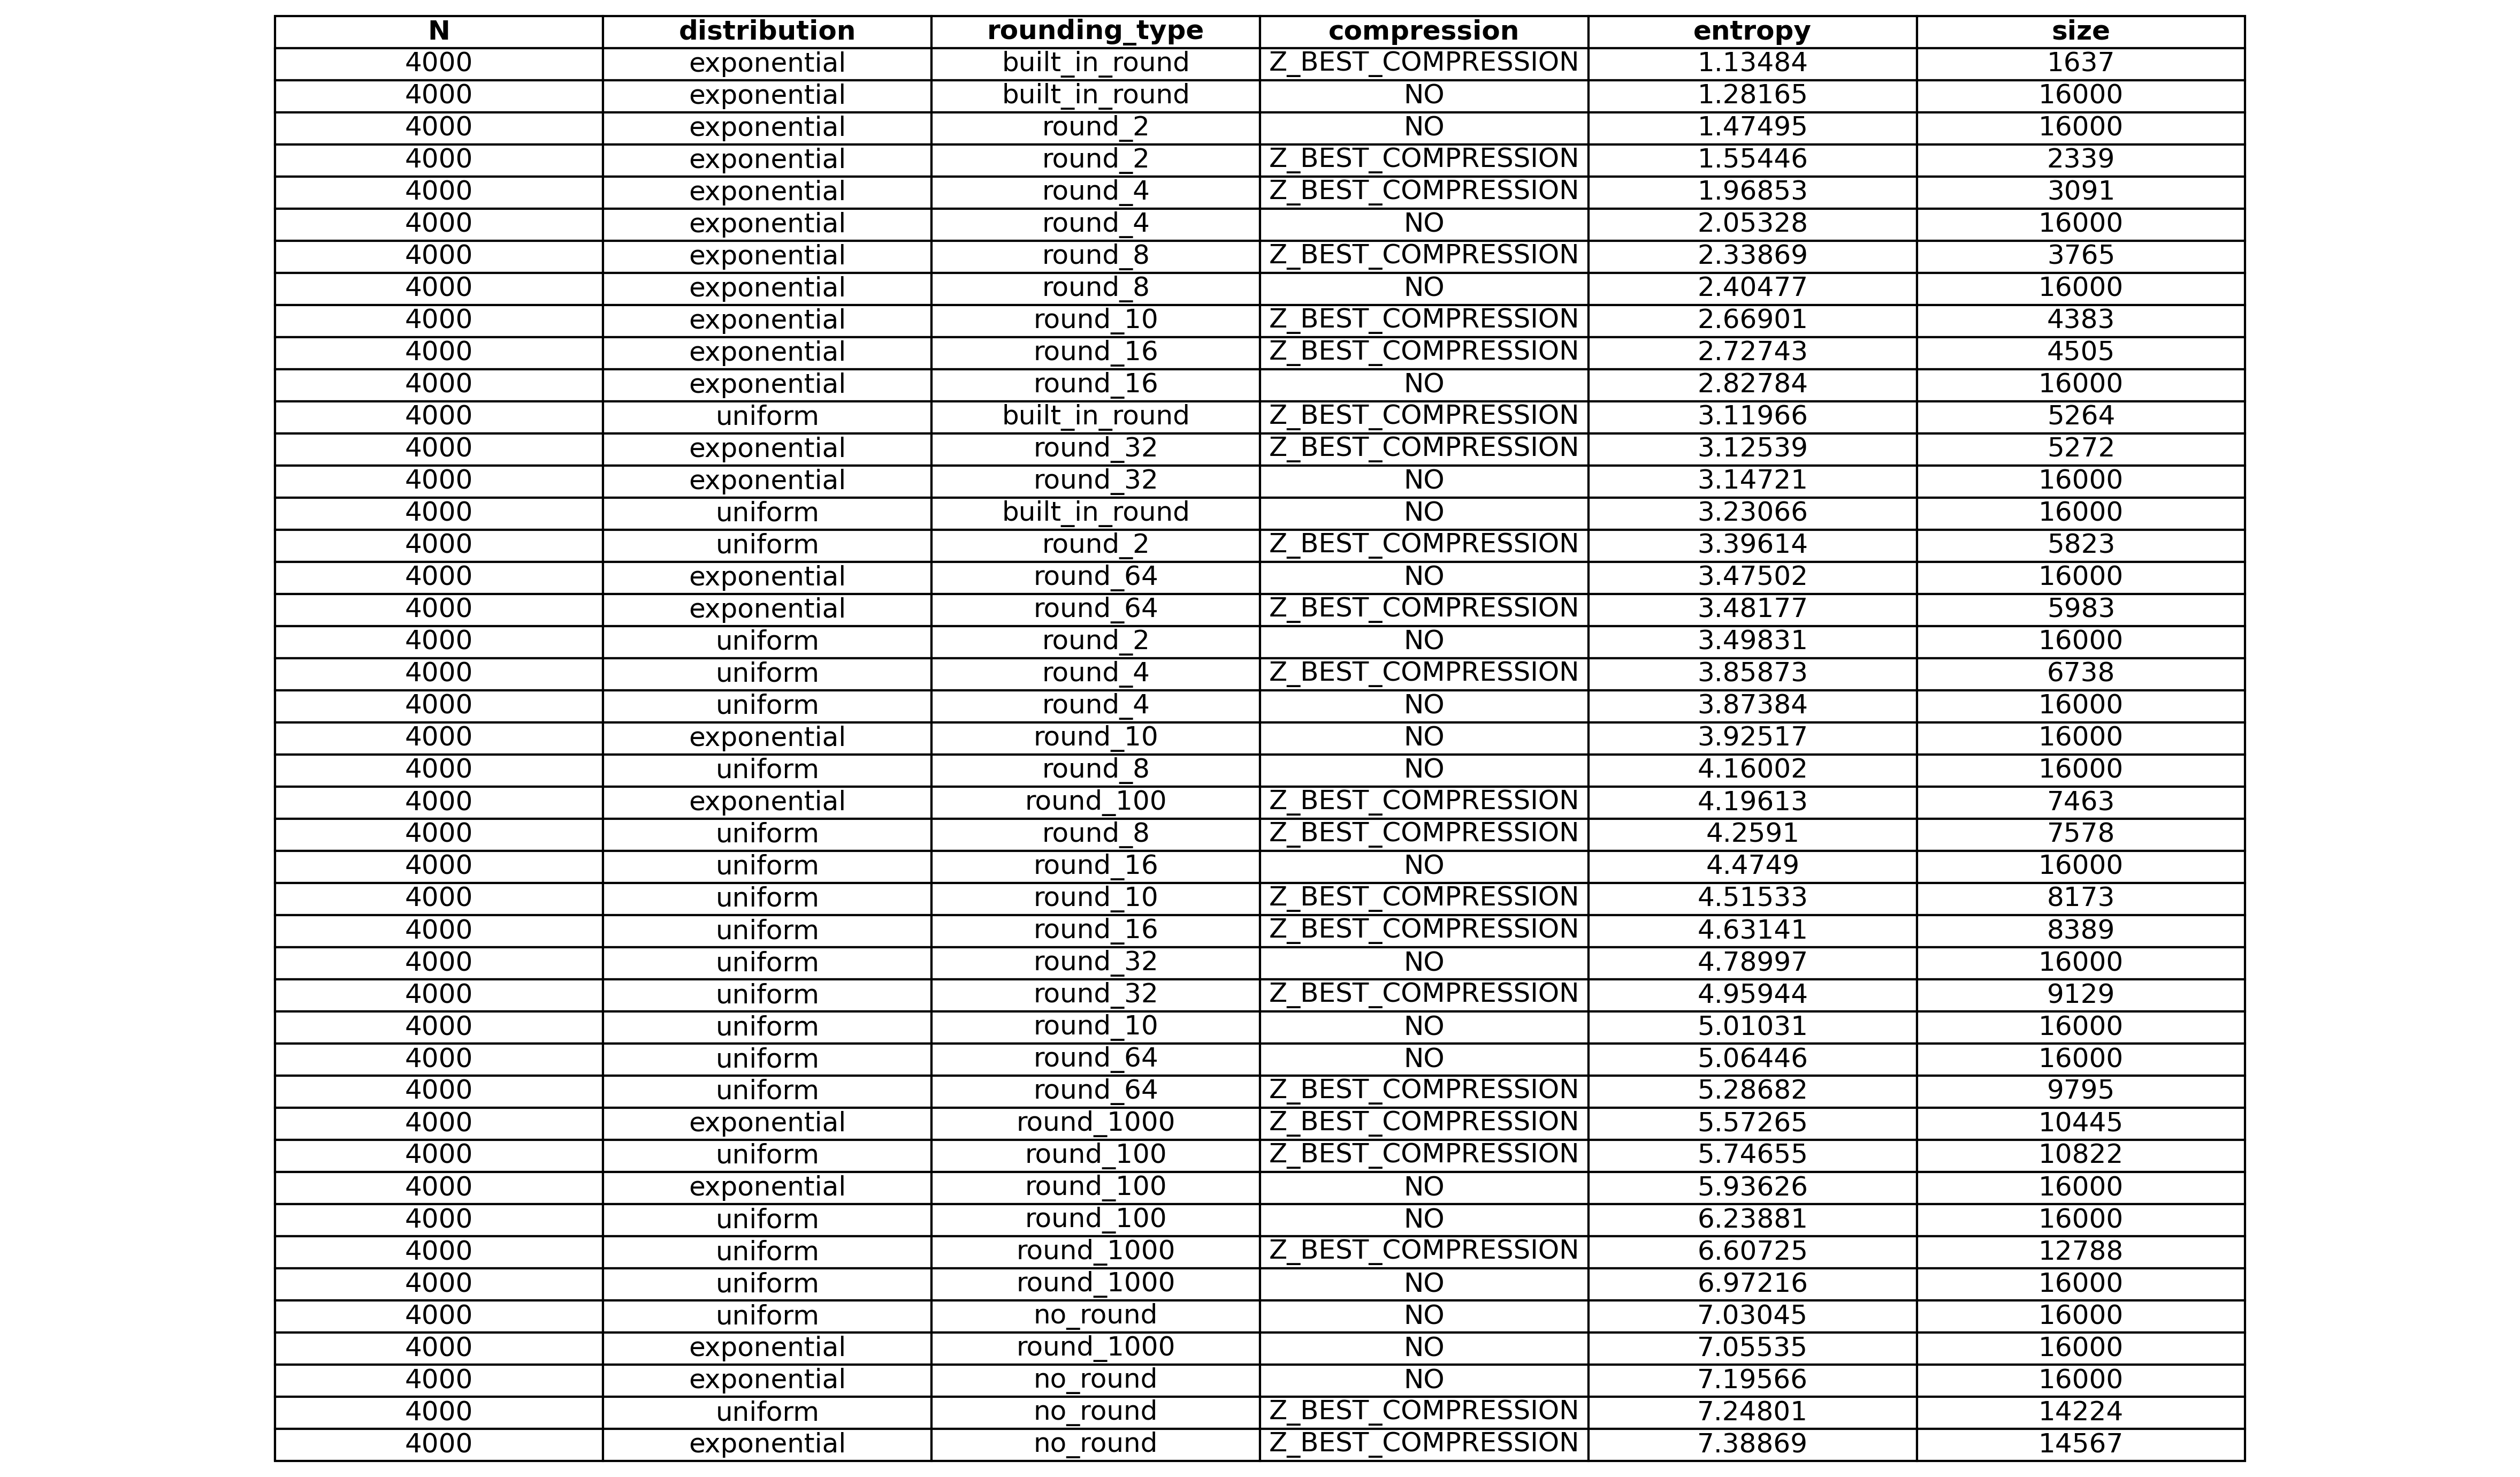 N distribution rounding_type compression entropy size
4000 exponential built_in_round Z_BEST_COMPRESSION 1.13484 1637
4000 exponential built_in_round NO 1.28165 16000
4000 exponential round_2 NO 1.47495 16000
4000 exponential round_2 Z_BEST_COMPRESSION 1.55446 2339
4000 exponential round_4 Z_BEST_COMPRESSION 1.96853 3091
4000 exponential round_4 NO 2.05328 16000
4000 exponential round_8 Z_BEST_COMPRESSION 2.33869 3765
4000 exponential round_8 NO 2.40477 16000
4000 exponential round_10 Z_BEST_COMPRESSION 2.66901 4383
4000 exponential round_16 Z_BEST_COMPRESSION 2.72743 4505
4000 exponential round_16 NO 2.82784 16000
4000 uniform built_in_round Z_BEST_COMPRESSION 3.11966 5264
4000 exponential round_32 Z_BEST_COMPRESSION 3.12539 5272
4000 exponential round_32 NO 3.14721 16000
4000 uniform built_in_round NO 3.23066 16000
4000 uniform round_2 Z_BEST_COMPRESSION 3.39614 5823
4000 exponential round_64 NO 3.47502 16000
4000 exponential round_64 Z_BEST_COMPRESSION 3.48177 5983
4000 uniform round_2 NO 3.49831 16000
4000 uniform round_4 Z_BEST_COMPRESSION 3.85873 6738
4000 uniform round_4 NO 3.87384 16000
4000 exponential round_10 NO 3.92517 16000
4000 uniform round_8 NO 4.16002 16000
4000 exponential round_100 Z_BEST_COMPRESSION 4.19613 7463
4000 uniform round_8 Z_BEST_COMPRESSION 4.2591 7578
4000 uniform round_16 NO 4.4749 16000
4000 uniform round_10 Z_BEST_COMPRESSION 4.51533 8173
4000 uniform round_16 Z_BEST_COMPRESSION 4.63141 8389
4000 uniform round_32 NO 4.78997 16000
4000 uniform round_32 Z_BEST_COMPRESSION 4.95944 9129
4000 uniform round_10 NO 5.01031 16000
4000 uniform round_64 NO 5.06446 16000
4000 uniform round_64 Z_BEST_COMPRESSION 5.28682 9795
4000 exponential round_1000 Z_BEST_COMPRESSION 5.57265 10445
4000 uniform round_100 Z_BEST_COMPRESSION 5.74655 10822
4000 exponential round_100 NO 5.93626 16000
4000 uniform round_100 NO 6.23881 16000
4000 uniform round_1000 Z_BEST_COMPRESSION 6.60725 12788
4000 uniform round_1000 NO 6.97216 16000
4000 uniform no_round NO 7.03045 16000
4000 exponential round_1000 NO 7.05535 16000
4000 exponential no_round NO 7.19566 16000
4000 uniform no_round Z_BEST_COMPRESSION 7.24801 14224
4000 exponential no_round Z_BEST_COMPRESSION 7.38869 14567